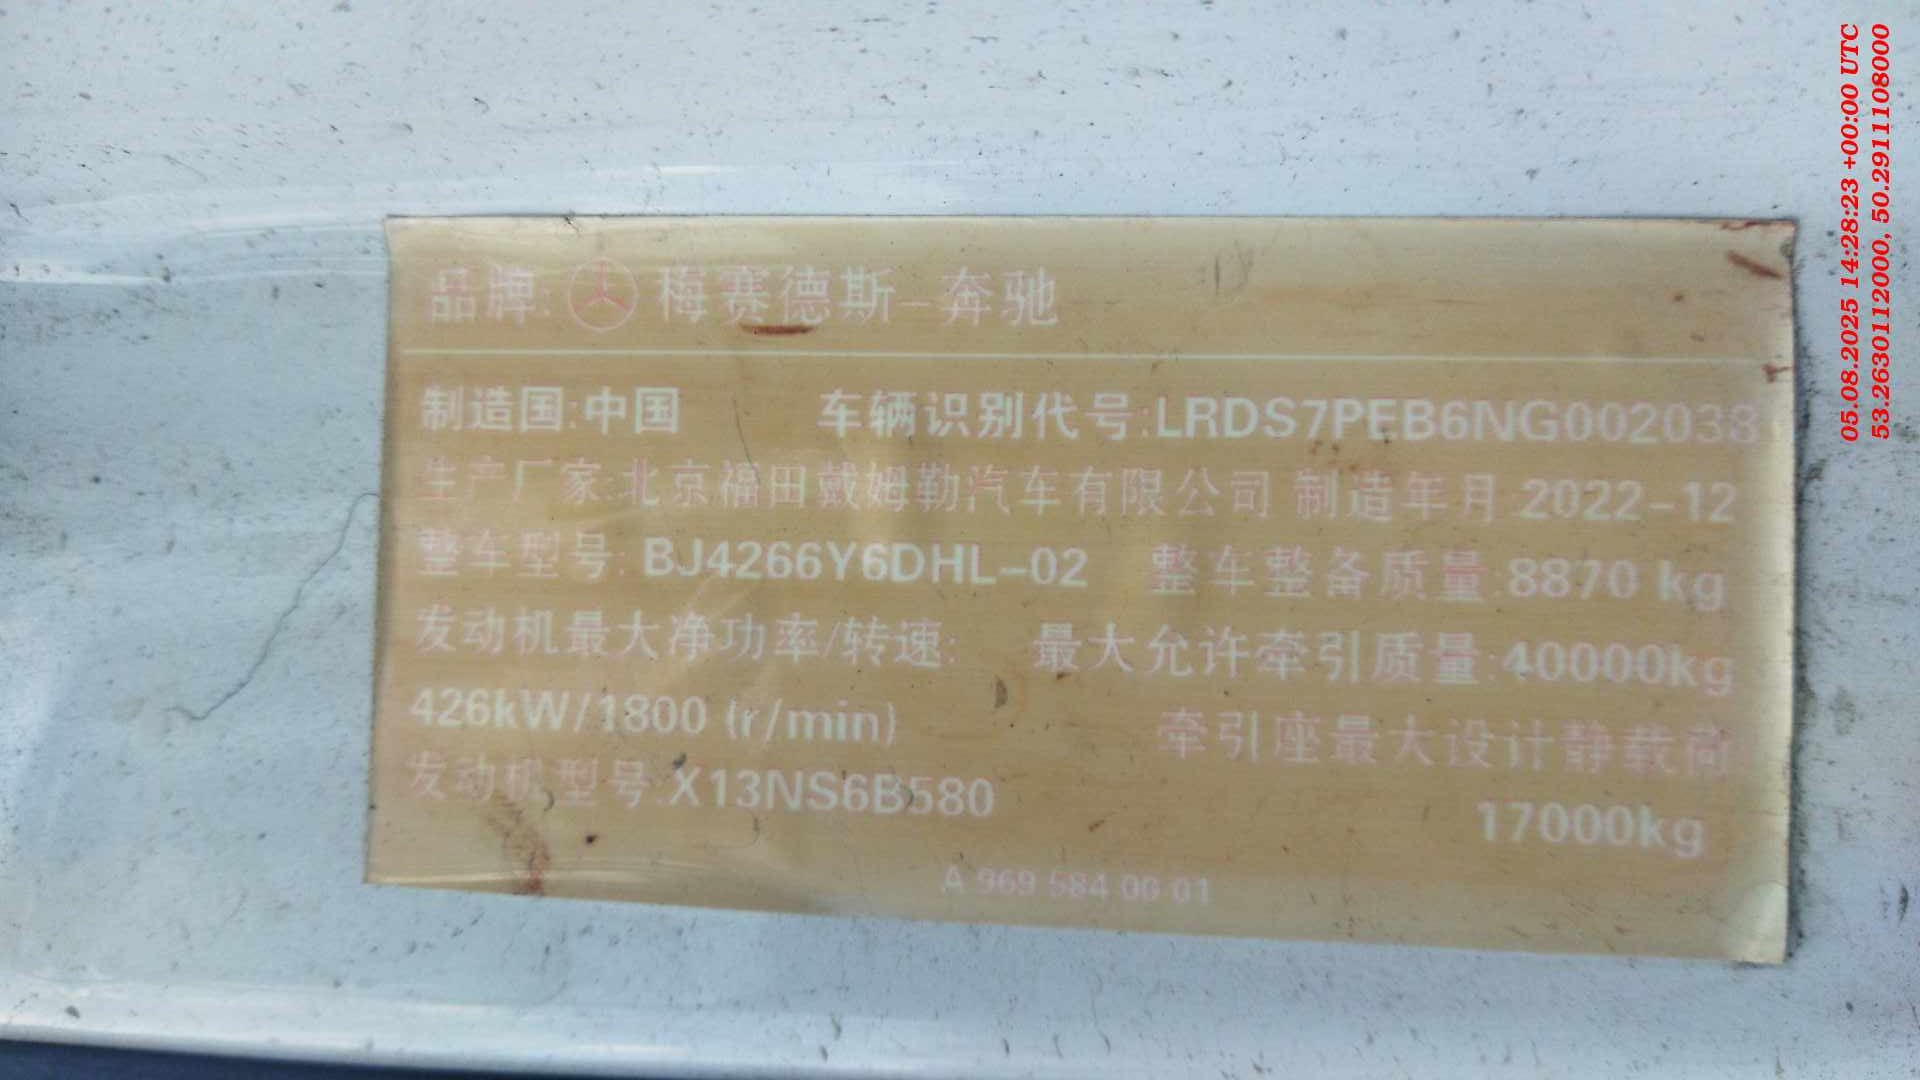 品牌: 梅赛德斯-奔驰
制造国:中国 车辆识别代号:LRDS7PEB6NG002038
生产厂家:北京福田戴姆勒汽车有限公司 制造年月:2022-12
整车型号: BJ4266Y6DHL-02 整车整备质量:8870 kg
发动机最大净功率/转速: 最大允许牵引质量:40000kg
426kW/1800 (r/min) 牵引座最大设计静载荷
发动机型号:X13NS6B580 17000kg
A 969 584 00 01
05.08.2025 14:28:23 +00:00 UTC
53.2630112000, 50.2911108000